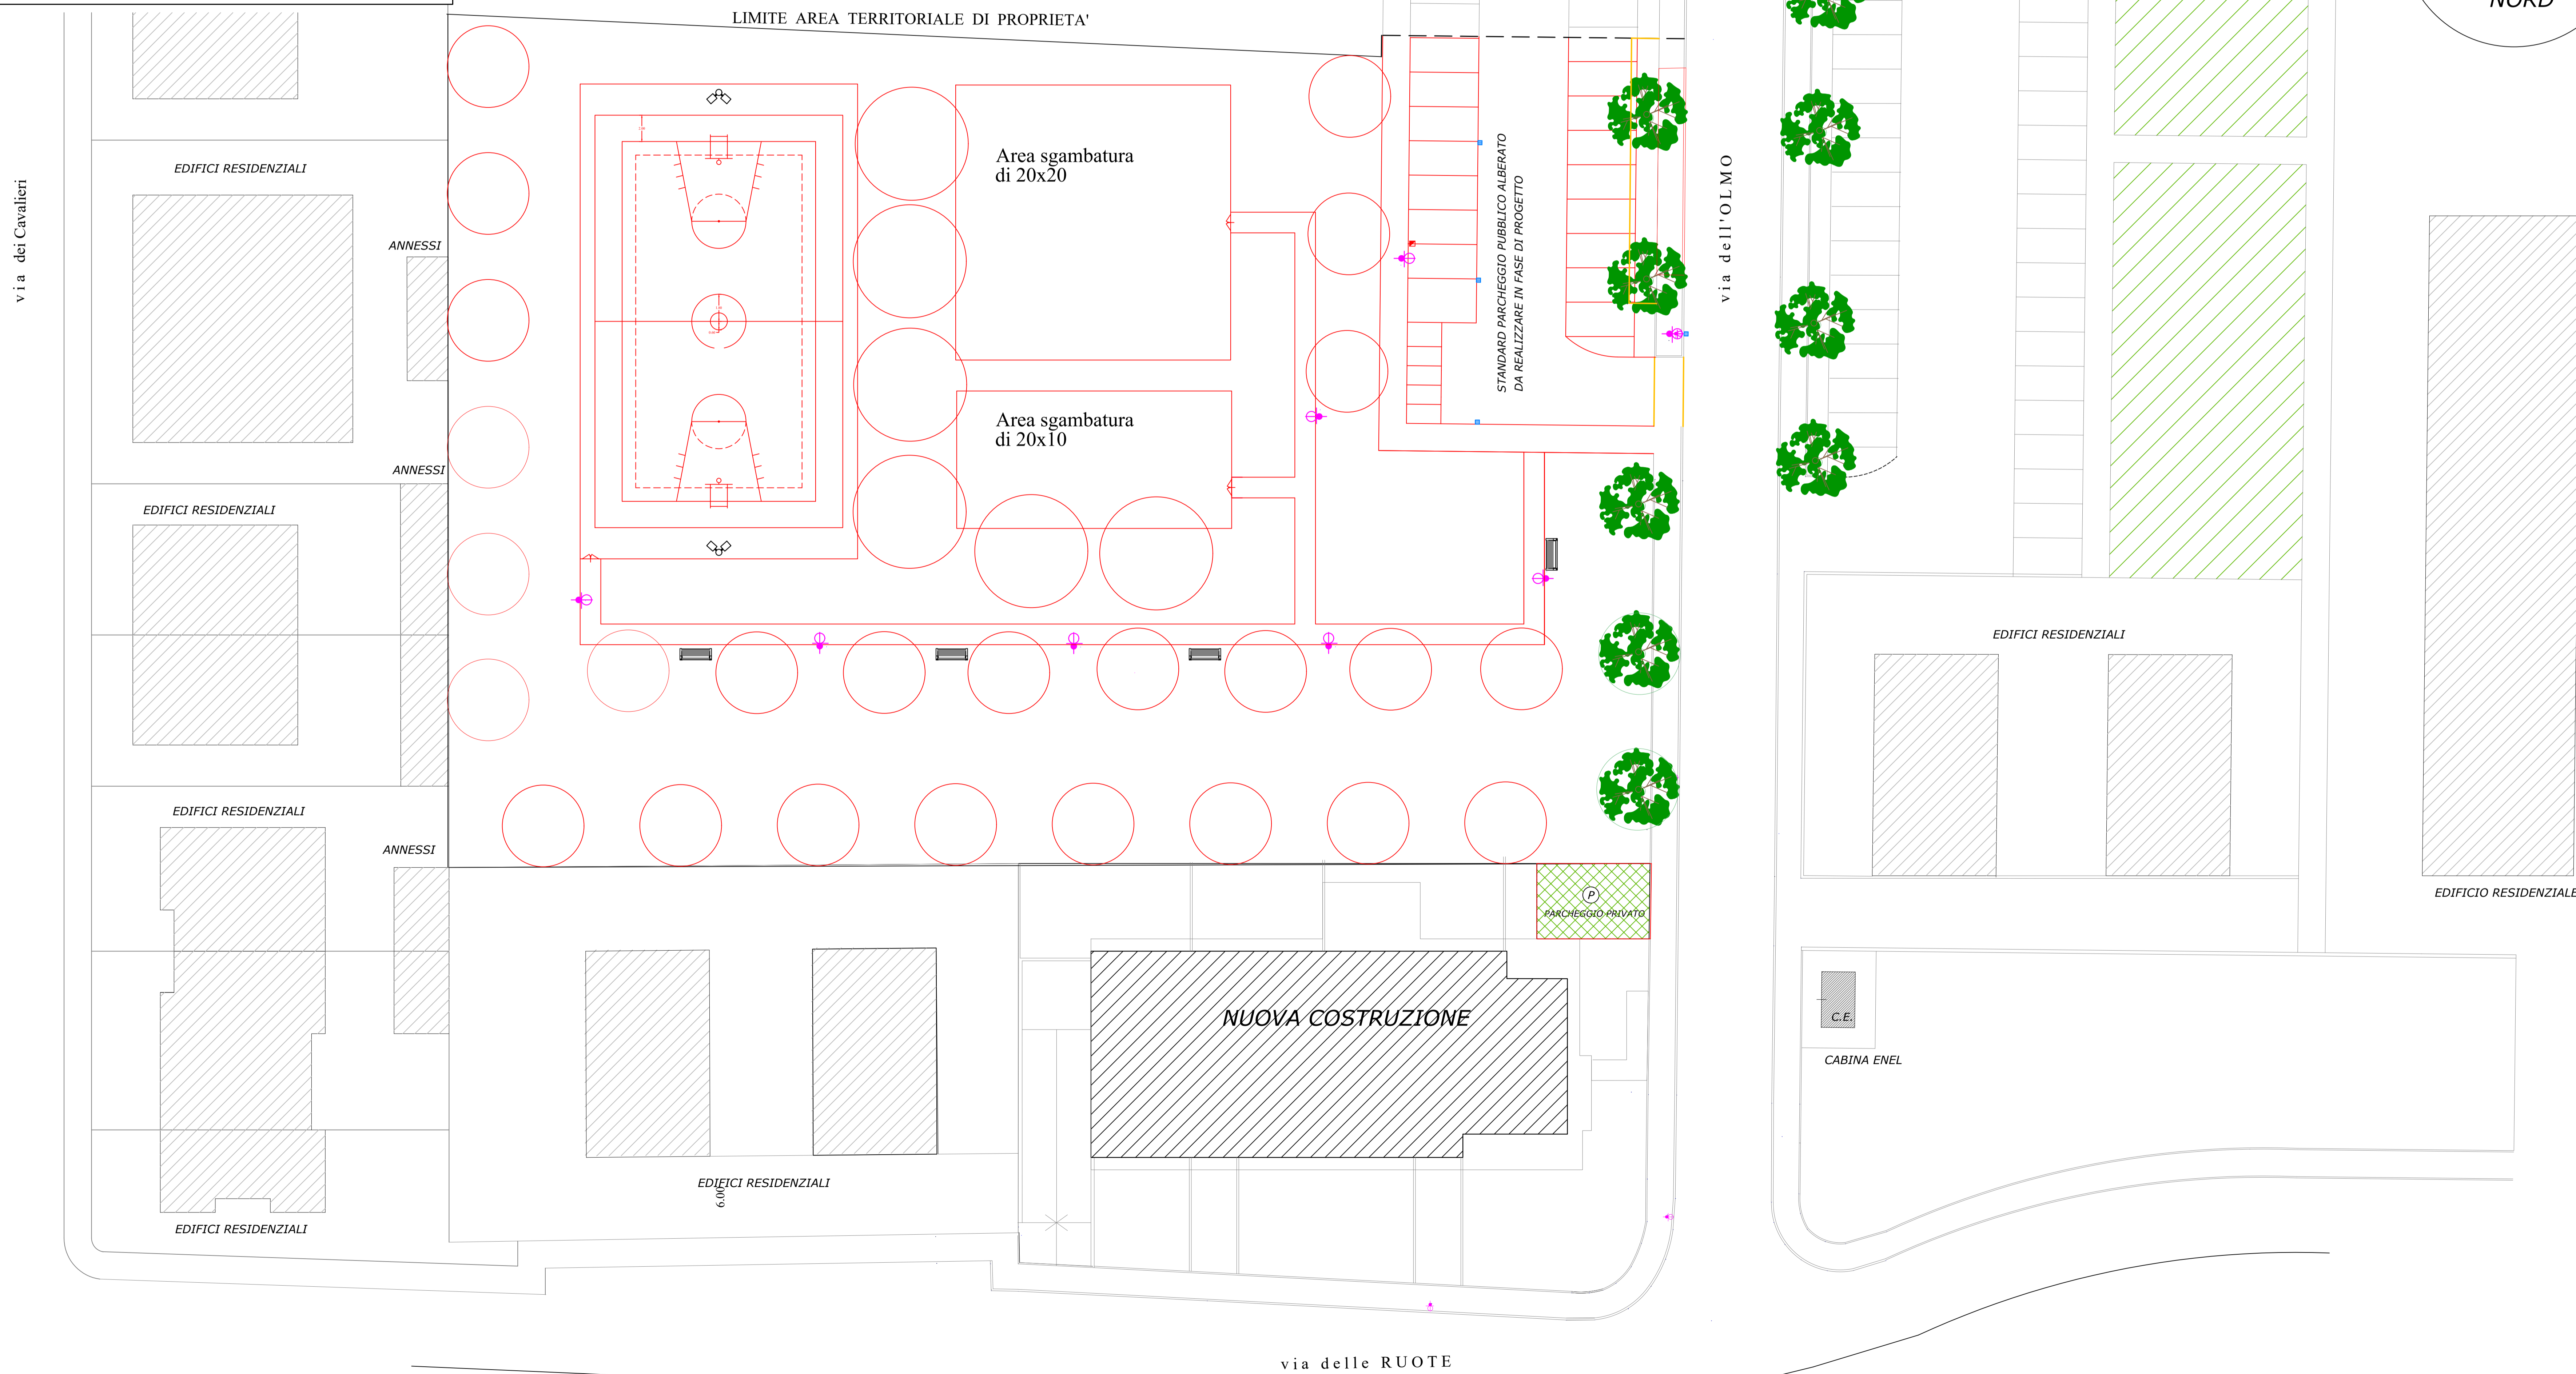 LIMITE AREA TERRITORIALE DI PROPRIETA'
NORD
via dei Cavalieri
EDIFICI RESIDENZIALI
ANNESSI
ANNESSI
EDIFICI RESIDENZIALI
EDIFICI RESIDENZIALI
ANNESSI
EDIFICI RESIDENZIALI
Area sgambatura
di 20x20
Area sgambatura
di 20x10
STANDARD PARCHEGGIO PUBBLICO ALBERATO
DA REALIZZARE IN FASE DI PROGETTO
via dell'OLMO
EDIFICI RESIDENZIALI
EDIFICIO RESIDENZIALE
P
PARCHEGGIO PRIVATO
NUOVA COSTRUZIONE
C.E.
CABINA ENEL
EDIFICI RESIDENZIALI
6.00
via delle RUOTE